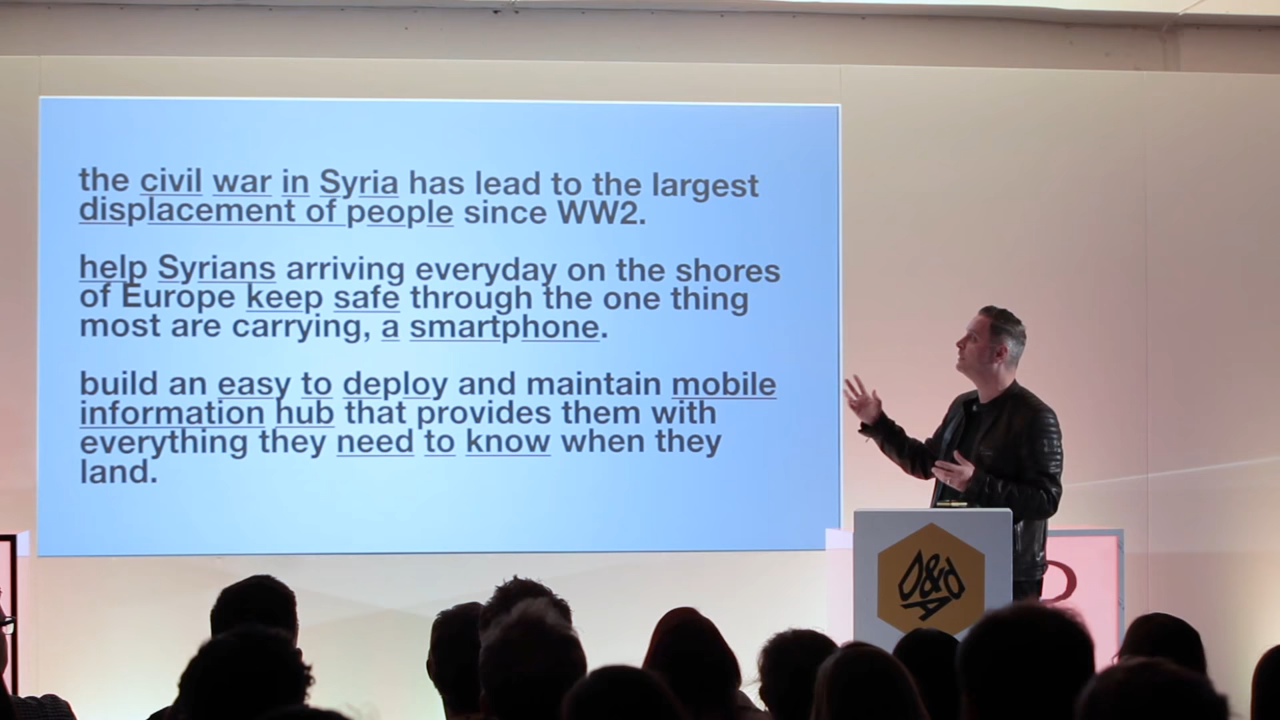 the civil war in Syria has lead to the largest
displacement of people since WW2.
help Syrians arriving everyday on the shores
of Europe keep safe through the one thing
most are carrying, a smartphone.
build an easy to deploy and maintain mobile
information hub that provides them with
everything they need to know when they
land.
D&AD